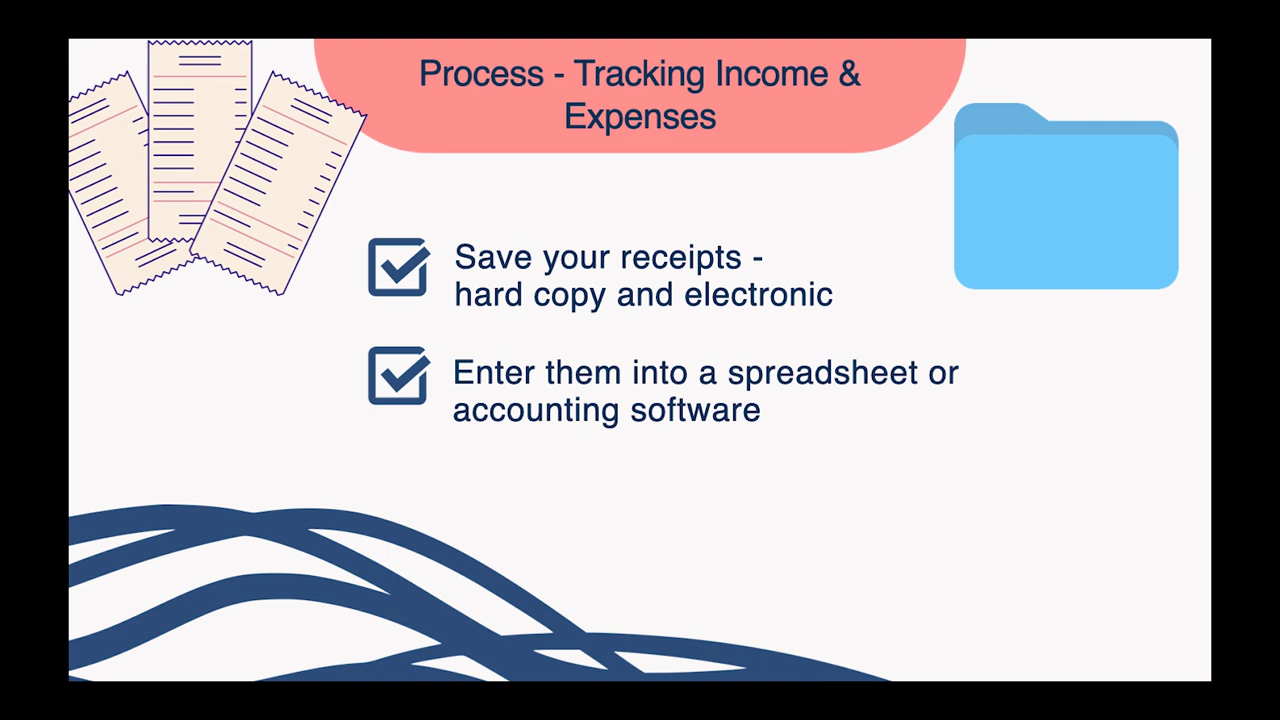 Process - Tracking Income &
Expenses
Save your receipts -
hard copy and electronic
Enter them into a spreadsheet or
accounting software